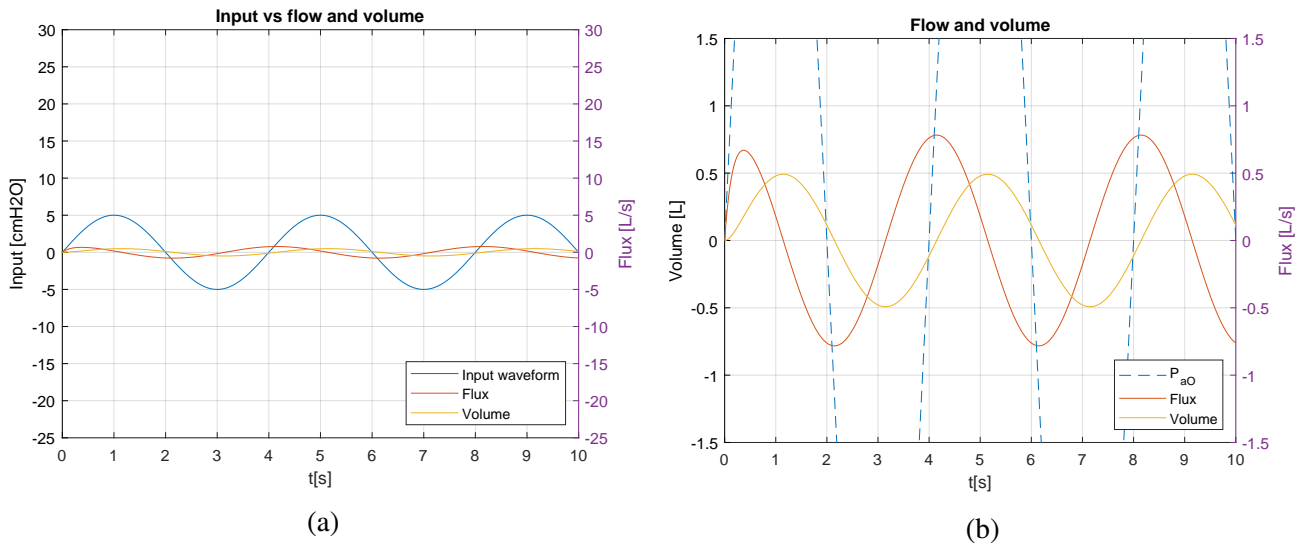 Input vs flow and volume
30
25
20
15
10
5
0
-5
-10
-15
-20
-25
Input [cmH2O]
30
25
20
15
10
5
0
-5
-10
-15
-20
-25
Flux [L/s]
Input waveform
Flux
Volume
0 1 2 3 4 5 6 7 8 9 10
t[s]
(a)
Flow and volume
1.5
1
0.5
0
-0.5
-1
-1.5
Volume [L]
1.5
1
0.5
0
-0.5
-1
-1.5
Flux [L/s]
P_aO
Flux
Volume
0 1 2 3 4 5 6 7 8 9 10
t[s]
(b)